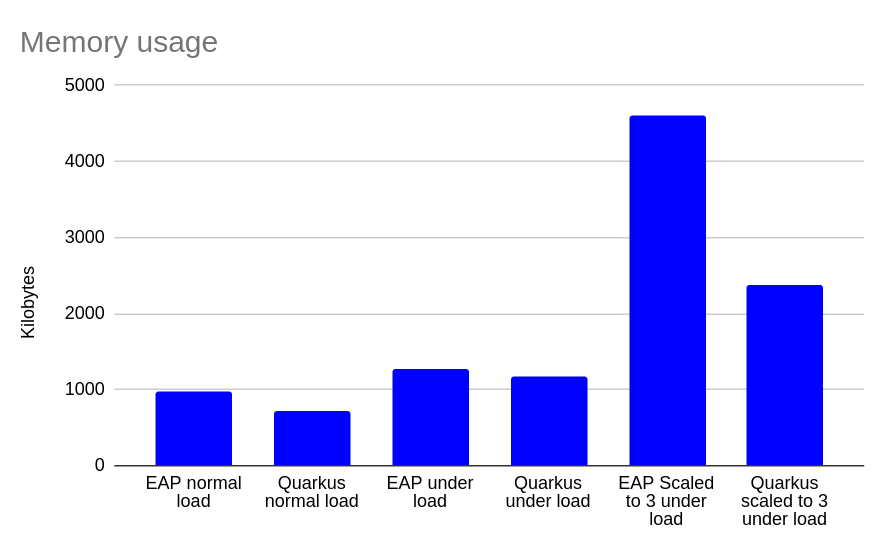 Memory usage
5000
4000
3000
2000
1000
0
Kilobytes
EAP normal
load
Quarkus
normal load
EAP under
load
Quarkus
under load
EAP Scaled
to 3 under
load
Quarkus
scaled to 3
under load